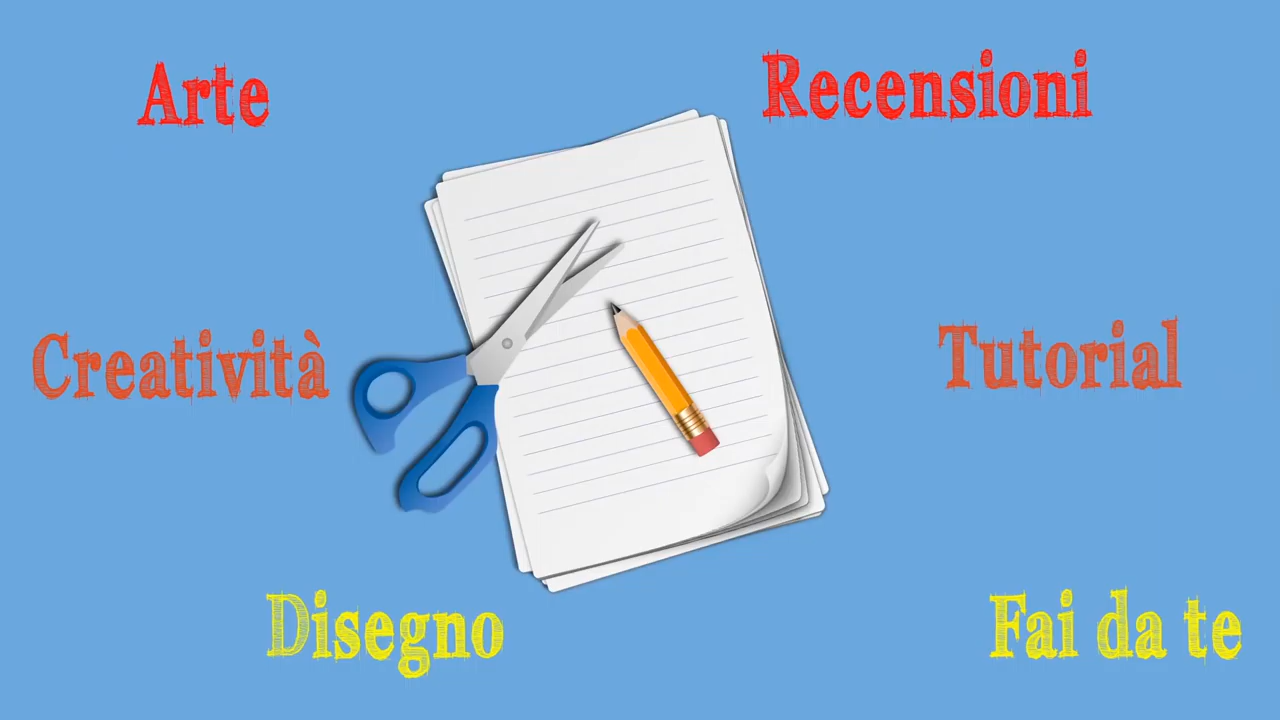 Arte
Recensioni
Creatività
Tutorial
Disegno
Fai da te